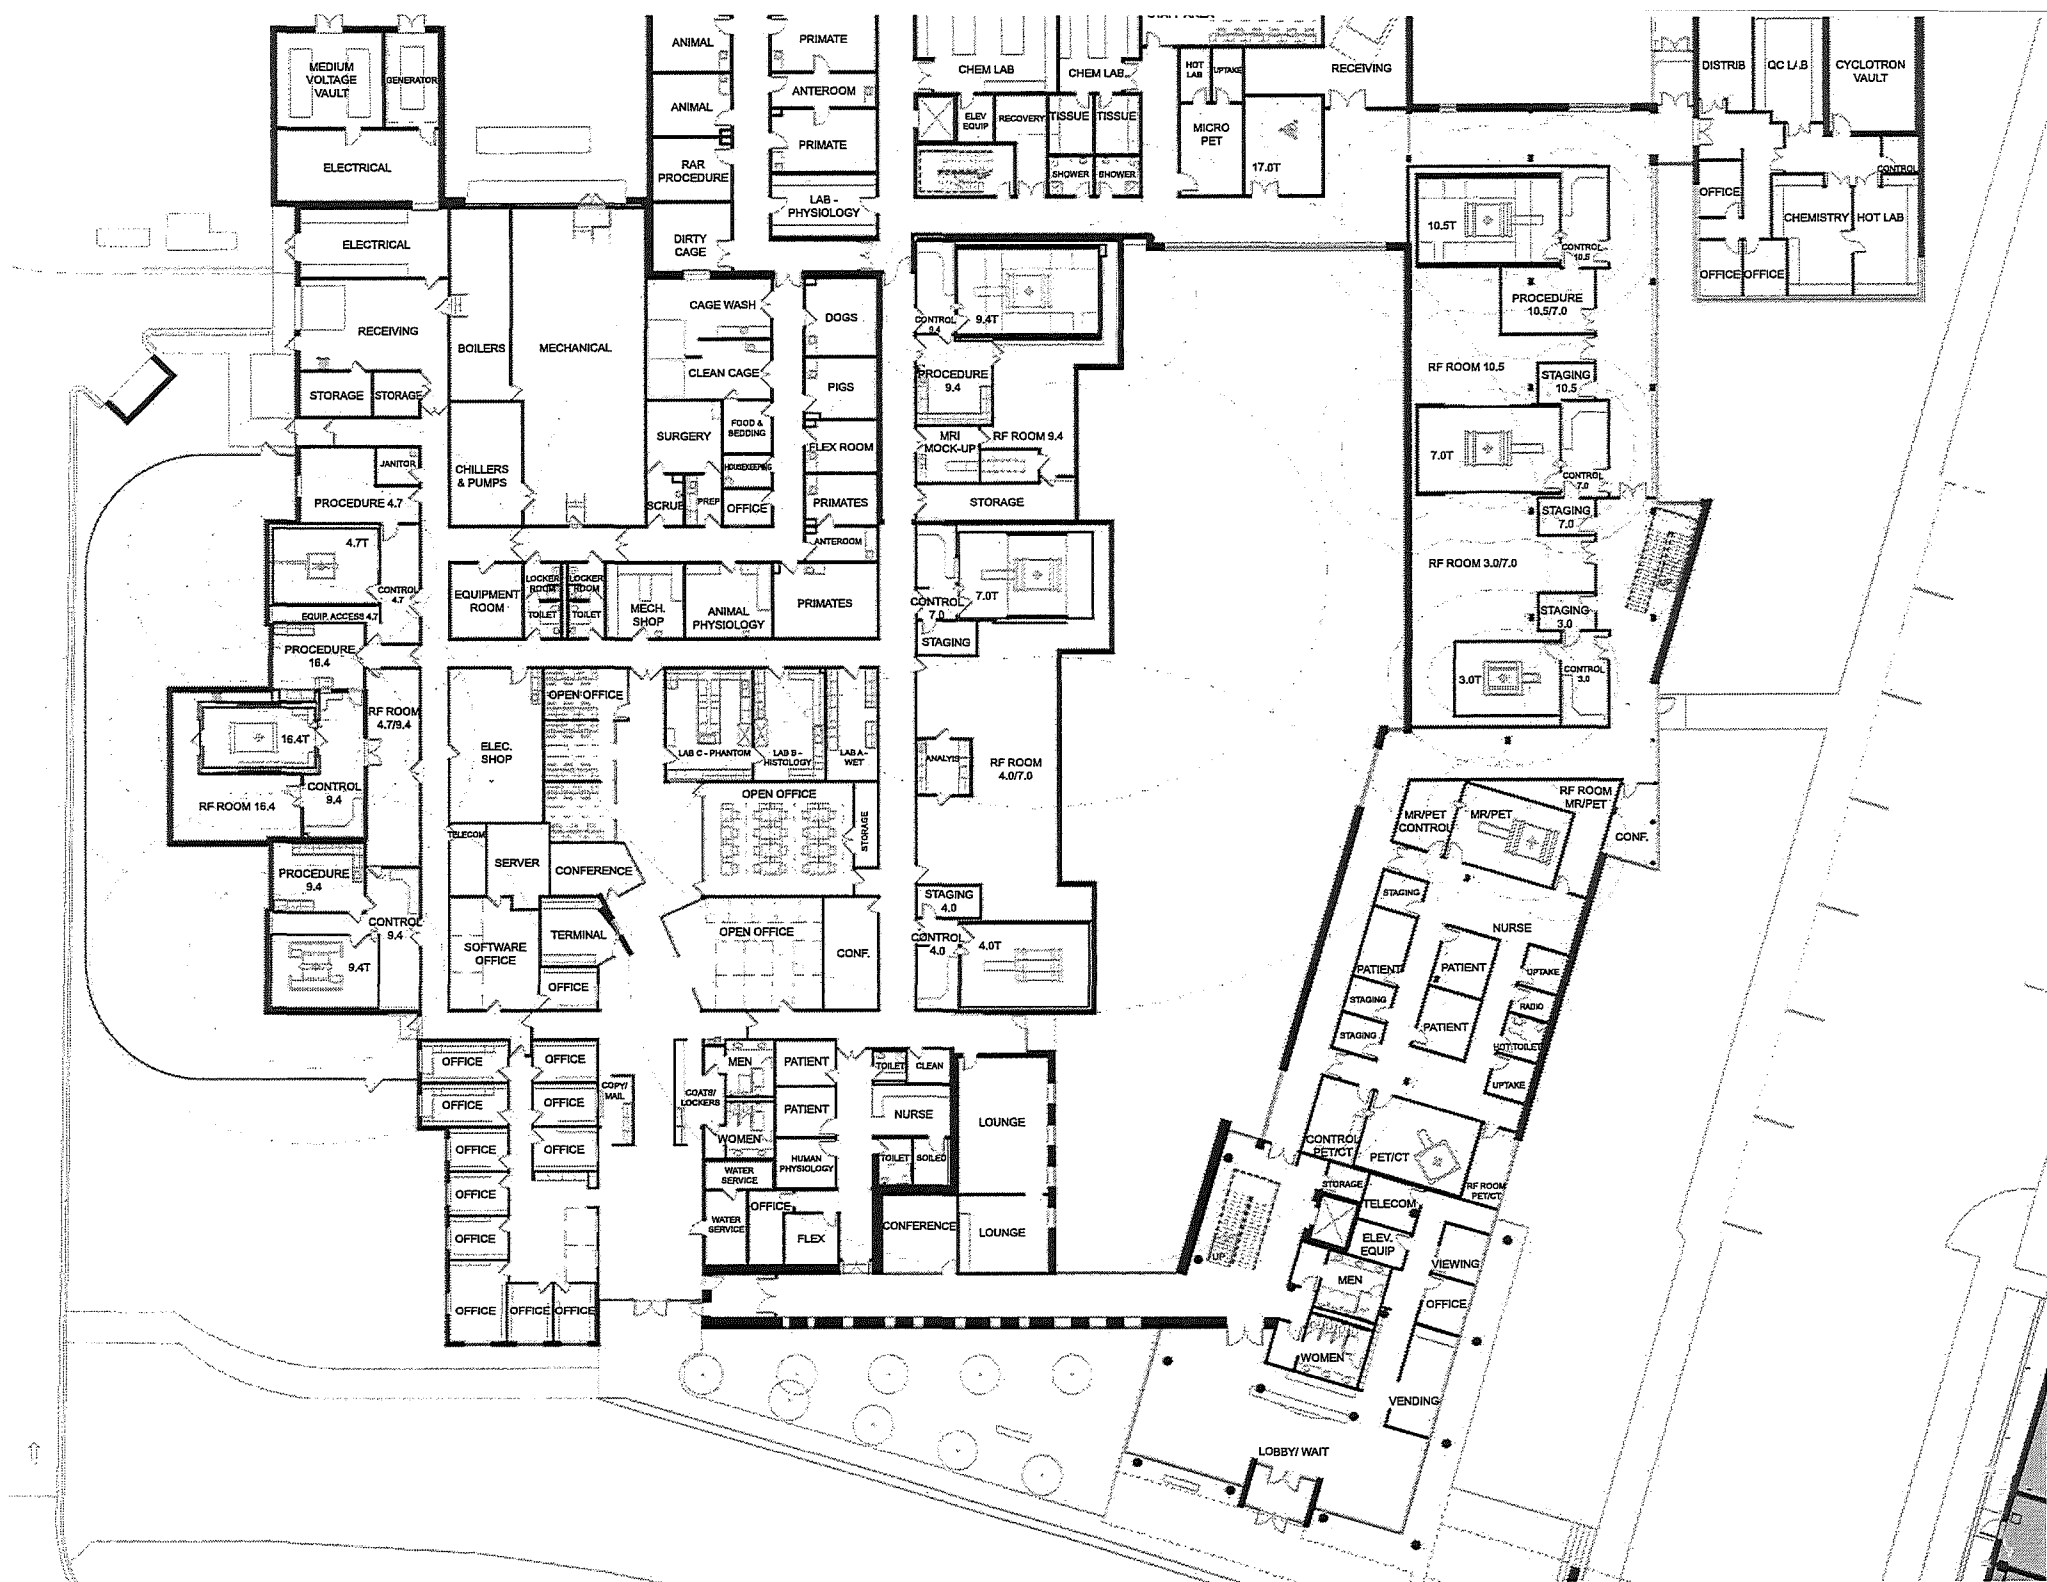 MEDIUM
VOLTAGE
VAULT
GENERATOR
ELECTRICAL
ANIMAL
ANIMAL
RAR
PROCEDURE
DIRTY
CAGE
PRIMATE
ANTEROOM
PRIMATE
LAB -
PHYSIOLOGY
CHEM LAB
CHEM LAB
ELEV
EQUIP
RECOVERY
TISSUE
TISSUE
SHOWER
SHOWER
STAFF AREA
HOT
LAB
UPTAKE
RECEIVING
MICRO
PET
17.0T
DISTRIB
QC LAB
CYCLOTRON
VAULT
OFFICE
CONTROL
CHEMISTRY
HOT LAB
OFFICE
OFFICE
ELECTRICAL
RECEIVING
STORAGE
STORAGE
BOILERS
MECHANICAL
CHILLERS
& PUMPS
CAGE WASH
CLEAN CAGE
SURGERY
FOOD &
BEDDING
HOUSEKEEPING
SCRUB
PREP
OFFICE
DOGS
PIGS
FLEX ROOM
PRIMATES
ANTEROOM
PRIMATES
CONTROL
9.4
9.4T
PROCEDURE
9.4
MRI
MOCK-UP
RF ROOM 9.4
STORAGE
10.5T
CONTROL
10.5
PROCEDURE
10.5/7.0
RF ROOM 10.5
STAGING
10.5
7.0T
CONTROL
7.0
STAGING
7.0
RF ROOM 3.0/7.0
STAGING
3.0
3.0T
CONTROL
3.0
UP
JANITOR
PROCEDURE 4.7
4.7T
CONTROL
4.7
EQUIP. ACCESS 4.7
PROCEDURE
16.4
RF ROOM
4.7/9.4
16.4T
CONTROL
9.4
RF ROOM 16.4
PROCEDURE
9.4
CONTROL
9.4
9.4T
EQUIPMENT
ROOM
LOCKER
ROOM
LOCKER
ROOM
TOILET
TOILET
MECH.
SHOP
ANIMAL
PHYSIOLOGY
CONTROL
7.0
7.0T
STAGING
OPEN OFFICE
ELEC.
SHOP
LAB C - PHANTOM
LAB B -
HISTOLOGY
LAB A -
WET
ANALYIS
RF ROOM
4.0/7.0
OPEN OFFICE
STORAGE
TELECOM
SERVER
CONFERENCE
SOFTWARE
OFFICE
TERMINAL
OFFICE
OPEN OFFICE
CONF.
STAGING
4.0
CONTROL
4.0
4.0T
MR/PET
CONTROL
MR/PET
RF ROOM
MR/PET
CONF.
STAGING
NURSE
PATIENT
PATIENT
UPTAKE
STAGING
RADIO
STAGING
PATIENT
HOT TOILET
UPTAKE
CONTROL
PET/CT
PET/CT
RF ROOM
PET/CT
STORAGE
TELECOM
UP
ELEV.
EQUIP
MEN
VIEWING
OFFICE
WOMEN
VENDING
LOBBY/ WAIT
OFFICE
OFFICE
OFFICE
OFFICE
COPY/
MAIL
OFFICE
OFFICE
OFFICE
OFFICE
OFFICE
OFFICE
OFFICE
COATS/
LOCKERS
MEN
WOMEN
WATER
SERVICE
WATER
SERVICE
OFFICE
PATIENT
PATIENT
HUMAN
PHYSIOLOGY
FLEX
TOILET
CLEAN
NURSE
TOILET
SOILED
LOUNGE
CONFERENCE
LOUNGE